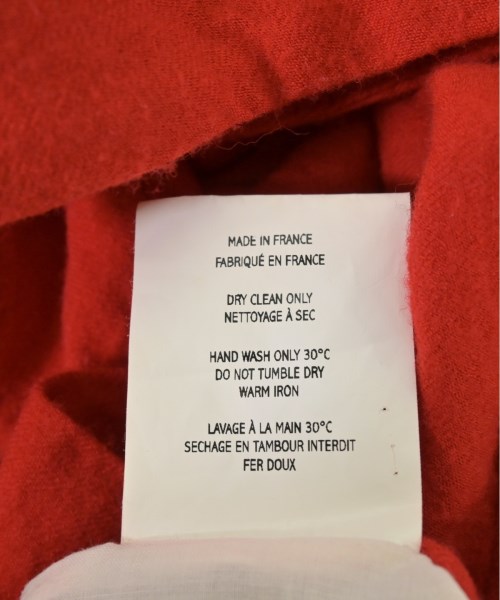 MADE IN FRANCE
FABRIQUÉ EN FRANCE
DRY CLEAN ONLY
NETTOYAGE À SEC
HAND WASH ONLY 30°C
DO NOT TUMBLE DRY
WARM IRON
LAVAGE À LA MAIN 30°C
SECHAGE EN TAMBOUR INTERDIT
FER DOUX